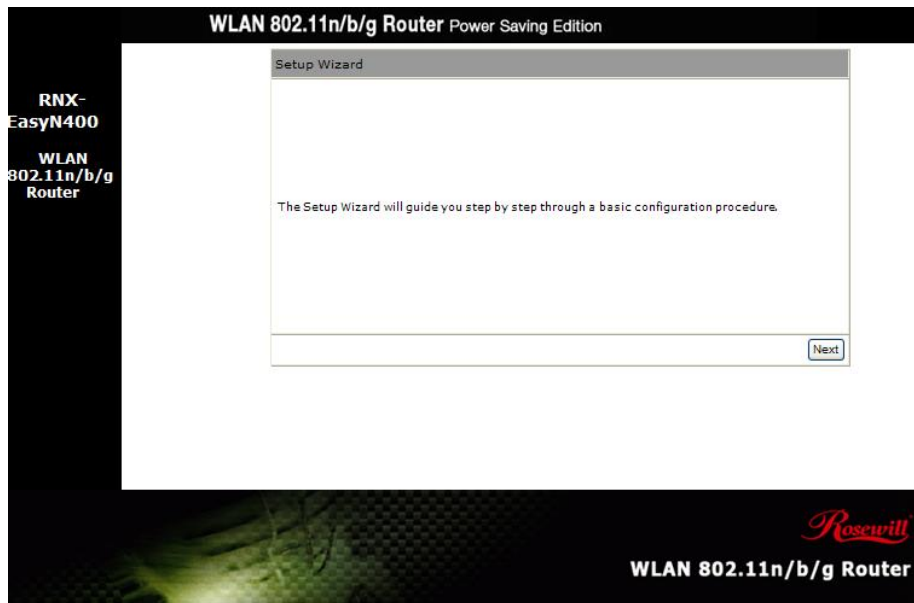 WLAN 802.11n/b/g Router Power Saving Edition
Setup Wizard
RNX-
EasyN400
WLAN
802.11n/b/g
Router
The Setup Wizard will guide you step by step through a basic configuration procedure.
Next
Rosewill
WLAN 802.11n/b/g Router